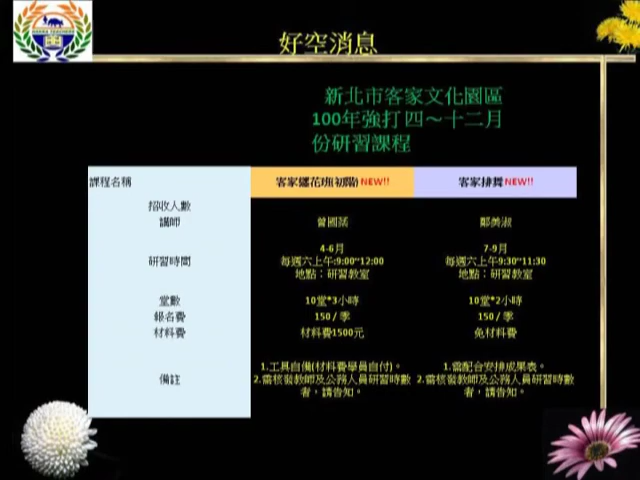 好空消息
新北市客家文化園區
100年強打四～十二月
份研習課程
課程名稱 客家纏花班(初階)NEW!! 客家排舞NEW!!
招收人數
講師
研習時間 4-6月 7-9月
每週六上午9:00~12:00 每週六上午9:30~11:30
地點：研習教室 地點：研習教室
堂數 10堂*3小時 10堂*2小時
報名費 150 / 季 150 / 季
材料費 材料費1500元 免材料費
備註 1.工具自備(材料費學員自付)。 1.需配合安排成果表。
2.需核發教師及公務人員研習時數 2.需核發教師及公務人員研習時數
者，請告知。 者，請告知。